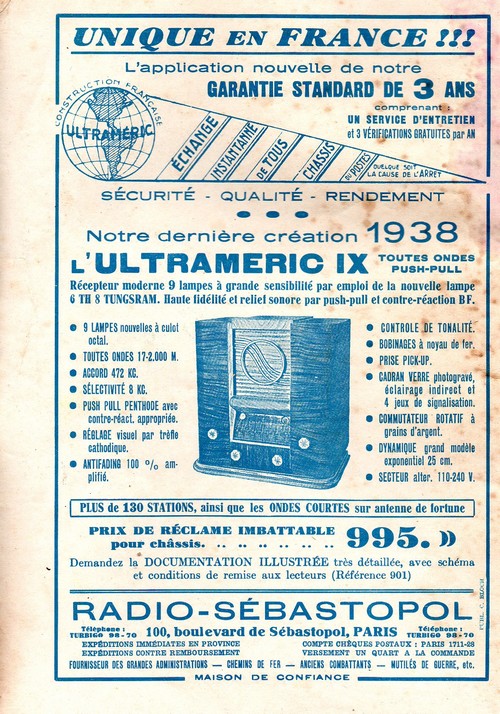 UNIQUE EN FRANCE !!!
L'application nouvelle de notre
GARANTIE STANDARD DE 3 ANS
comprenant :
UN SERVICE D'ENTRETIEN
et 3 VÉRIFICATIONS GRATUITES par AN
CONSTRUCTION FRANÇAISE
ULTRAMÉRIC
ÉCHANGE
INSTANTANNÉ
DE TOUS
CHASSIS
OU POSTES
QUELQUE SOIT
LA CAUSE DE L'ARRET
SÉCURITÉ - QUALITÉ - RENDEMENT
Notre dernière création 1938
L'ULTRAMERIC IX TOUTES ONDES
PUSH-PULL
Récepteur moderne 9 lampes à grande sensibilité par emploi de la nouvelle lampe
6 TH 8 TUNGSRAM. Haute fidélité et relief sonore par push-pull et contre-réaction BF.
● 9 LAMPES nouvelles à culot
octal.
● TOUTES ONDES 17-2.000 M.
● ACCORD 472 KC.
● SÉLECTIVITÉ 8 KC.
● PUSH PULL PENTHODE avec
contre-réact. appropriée.
● RÉGLAGE visuel par trèfle
cathodique.
● ANTIFADING 100 % am-
plifié.
● CONTROLE DE TONALITÉ.
● BOBINAGES à noyau de fer.
● PRISE PICK-UP.
● CADRAN VERRE photogravé,
éclairage indirect et
4 jeux de signalisation.
● COMMUTATEUR ROTATIF à
grains d'argent.
● DYNAMIQUE grand modèle
exponentiel 25 cm.
● SECTEUR alter. 110-240 V.
PLUS de 130 STATIONS, ainsi que les ONDES COURTES sur antenne de fortune
PRIX DE RÉCLAME IMBATTABLE
pour châssis. .. .. .. .. .. .. 995. »
Demandez la DOCUMENTATION ILLUSTRÉE très détaillée, avec schéma
et conditions de remise aux lecteurs (Référence 901)
RADIO-SÉBASTOPOL
Téléphone :
TURBIGO 98-70
100, boulevard de Sébastopol, PARIS
Téléphone :
TURBIGO 98-70
EXPÉDITIONS IMMÉDIATES EN PROVINCE
EXPÉDITIONS CONTRE REMBOURSEMENT
COMPTE CHÈQUES POSTAUX : PARIS 1711-28
VERSEMENT UN QUART A LA COMMANDE
FOURNISSEUR DES GRANDES ADMINISTRATIONS — CHEMINS DE FER — ANCIENS COMBATTANTS — MUTILÉS DE GUERRE, etc.
MAISON DE CONFIANCE
PUBL. C. BLOCH